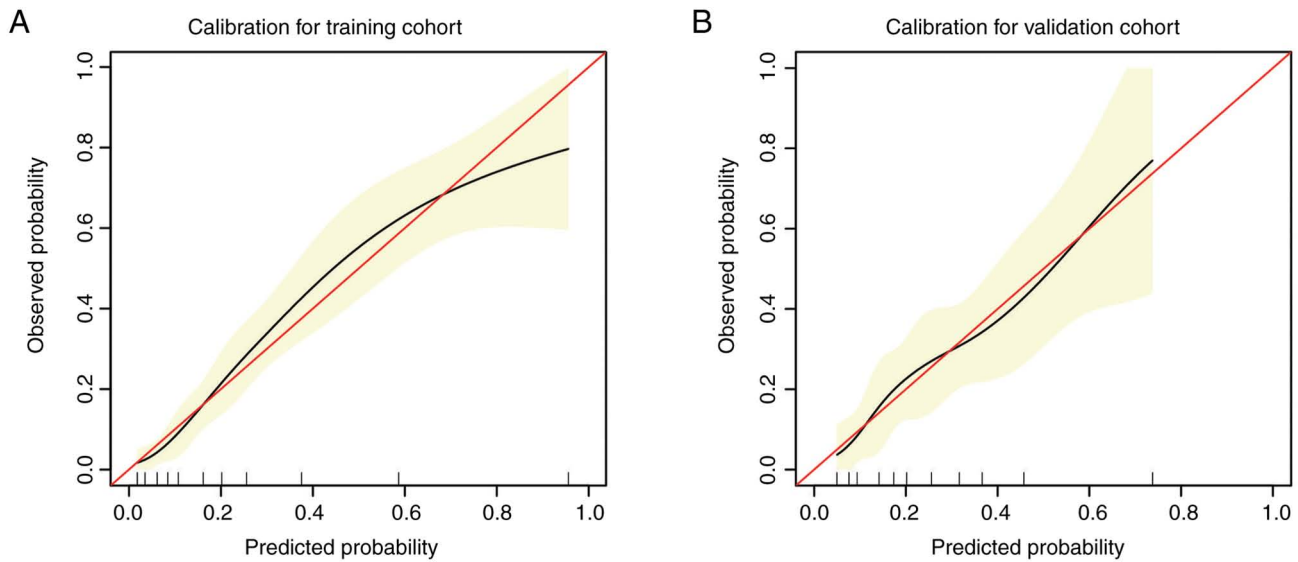 A
Calibration for training cohort
Observed probability
1.0
0.8
0.6
0.4
0.2
0.0
0.0 0.2 0.4 0.6 0.8 1.0
Predicted probability
B
Calibration for validation cohort
Observed probability
1.0
0.8
0.6
0.4
0.2
0.0
0.0 0.2 0.4 0.6 0.8 1.0
Predicted probability